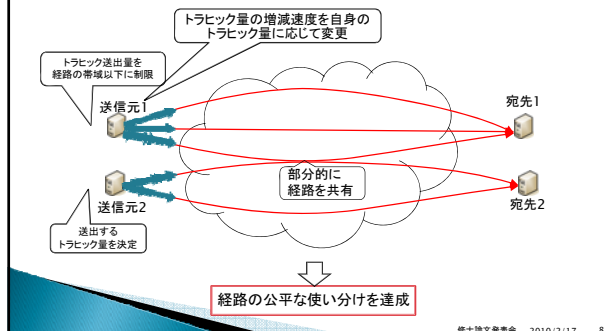 トラヒック量の増減速度を自身の
トラヒック量に応じて変更
トラヒック送出量を
経路の帯域以下に制限
送信元1
宛先1
部分的に
経路を共有
送信元2
宛先2
送出する
トラヒック量を決定
経路の公平な使い分けを達成
修士論文発表会 2010/2/17 8